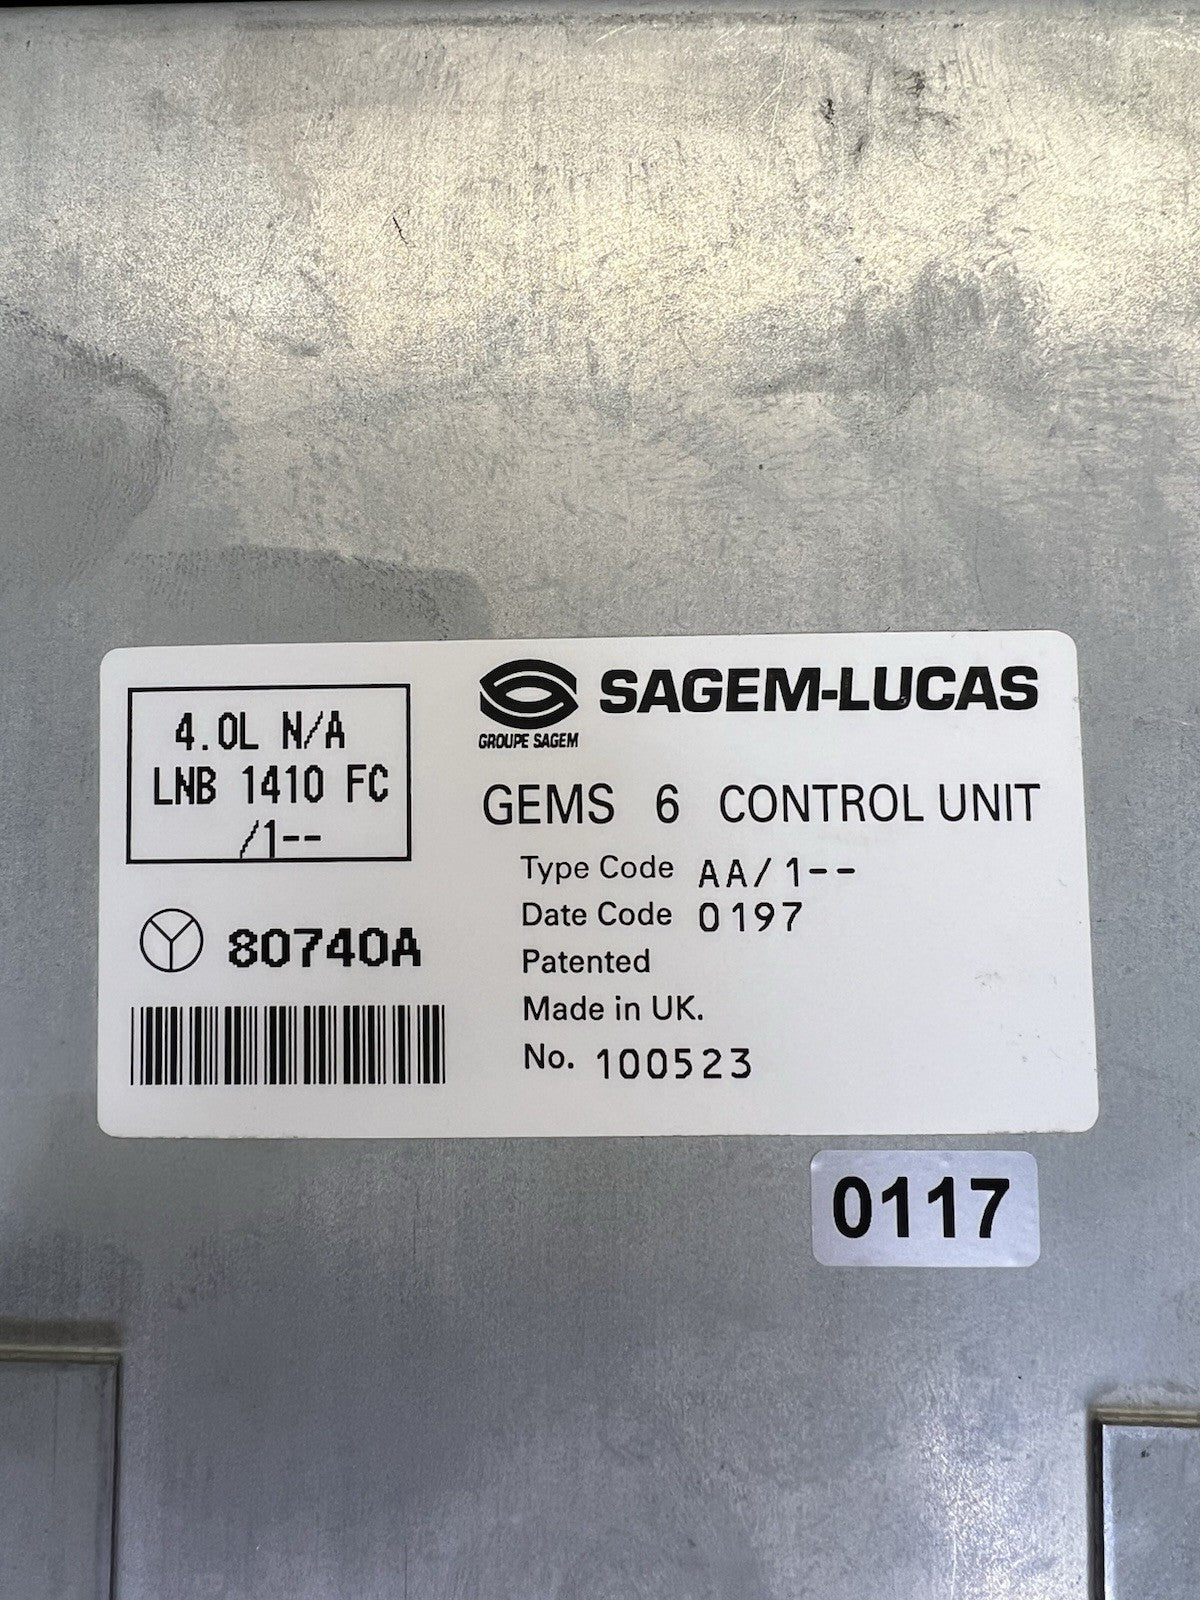 4.0L N/A
LNB 1410 FC
/1--
80740A
GROUPE SAGEM
SAGEM-LUCAS
GEMS 6 CONTROL UNIT
Type Code AA/1--
Date Code 0197
Patented
Made in UK.
No. 100523
0117